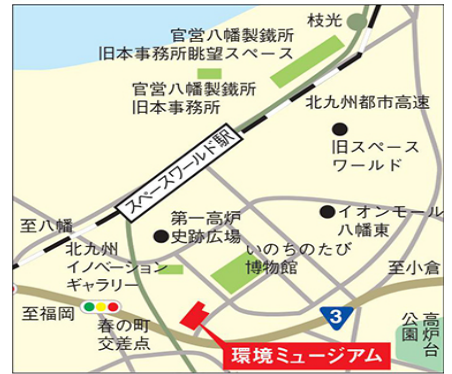 枝光
官営八幡製鐵所
旧本事務所眺望スペース
官営八幡製鐵所
旧本事務所
北九州都市高速
旧スペース
ワールド
スペースワールド駅
第一高炉
史跡広場
イオンモール
八幡東
至八幡
北九州
イノベーション
ギャラリー
いのちのたび
博物館
至小倉
至福岡
春の町
交差点
3
高炉台
公園
環境ミュージアム